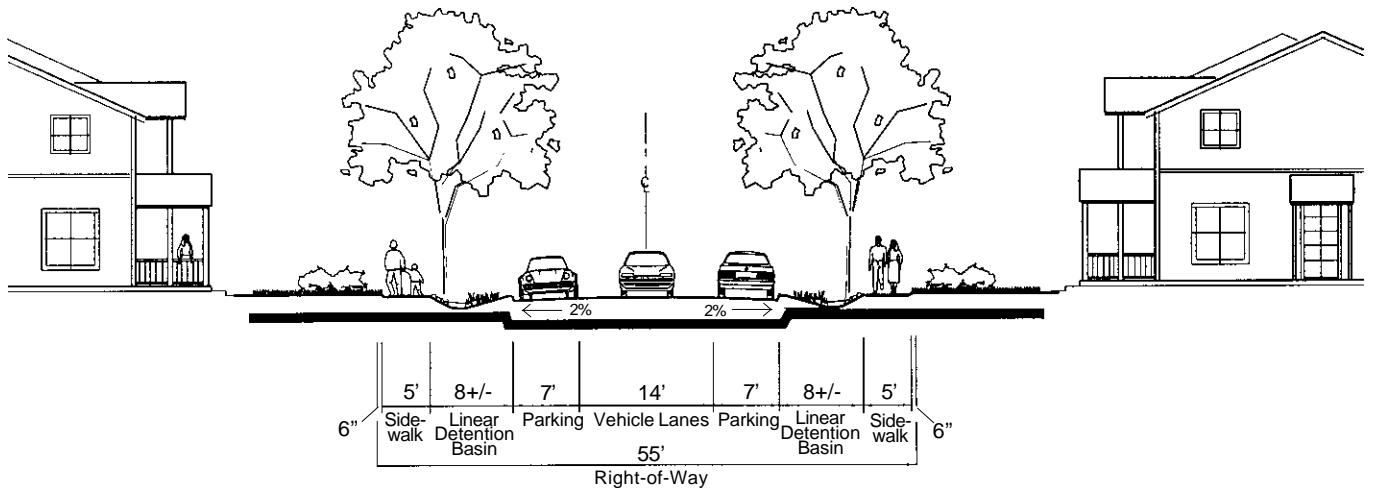 ℄
2% 2%
5’ 8+/- 7’ 14’ 7’ 8+/- 5’
6” Side-
walk Linear
Detention
Basin Parking Vehicle Lanes Parking Linear
Detention
Basin Side-
walk 6”
55’
Right-of-Way